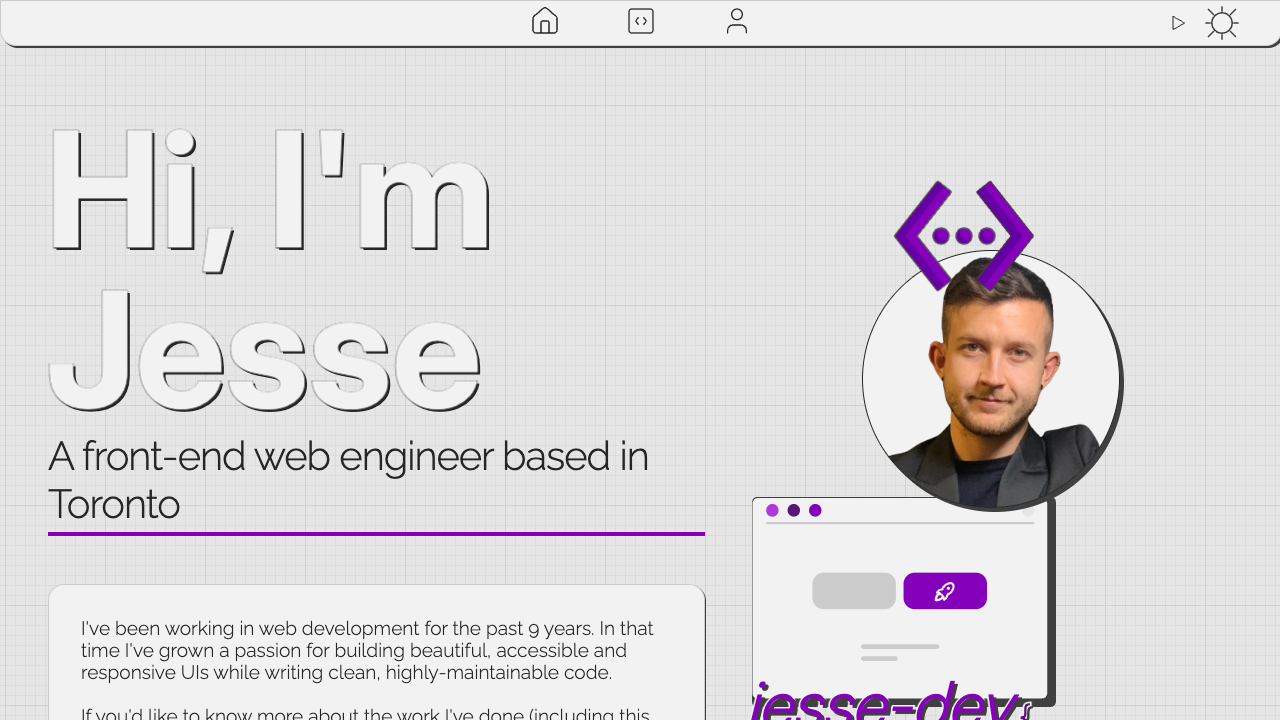 Hi, I'm
Jesse
A front-end web engineer based in
Toronto
I've been working in web development for the past 9 years. In that
time I've grown a passion for building beautiful, accessible and
responsive UIs while writing clean, highly-maintainable code.
If you'd like to know more about the work I've done (including this
jesse-dev {